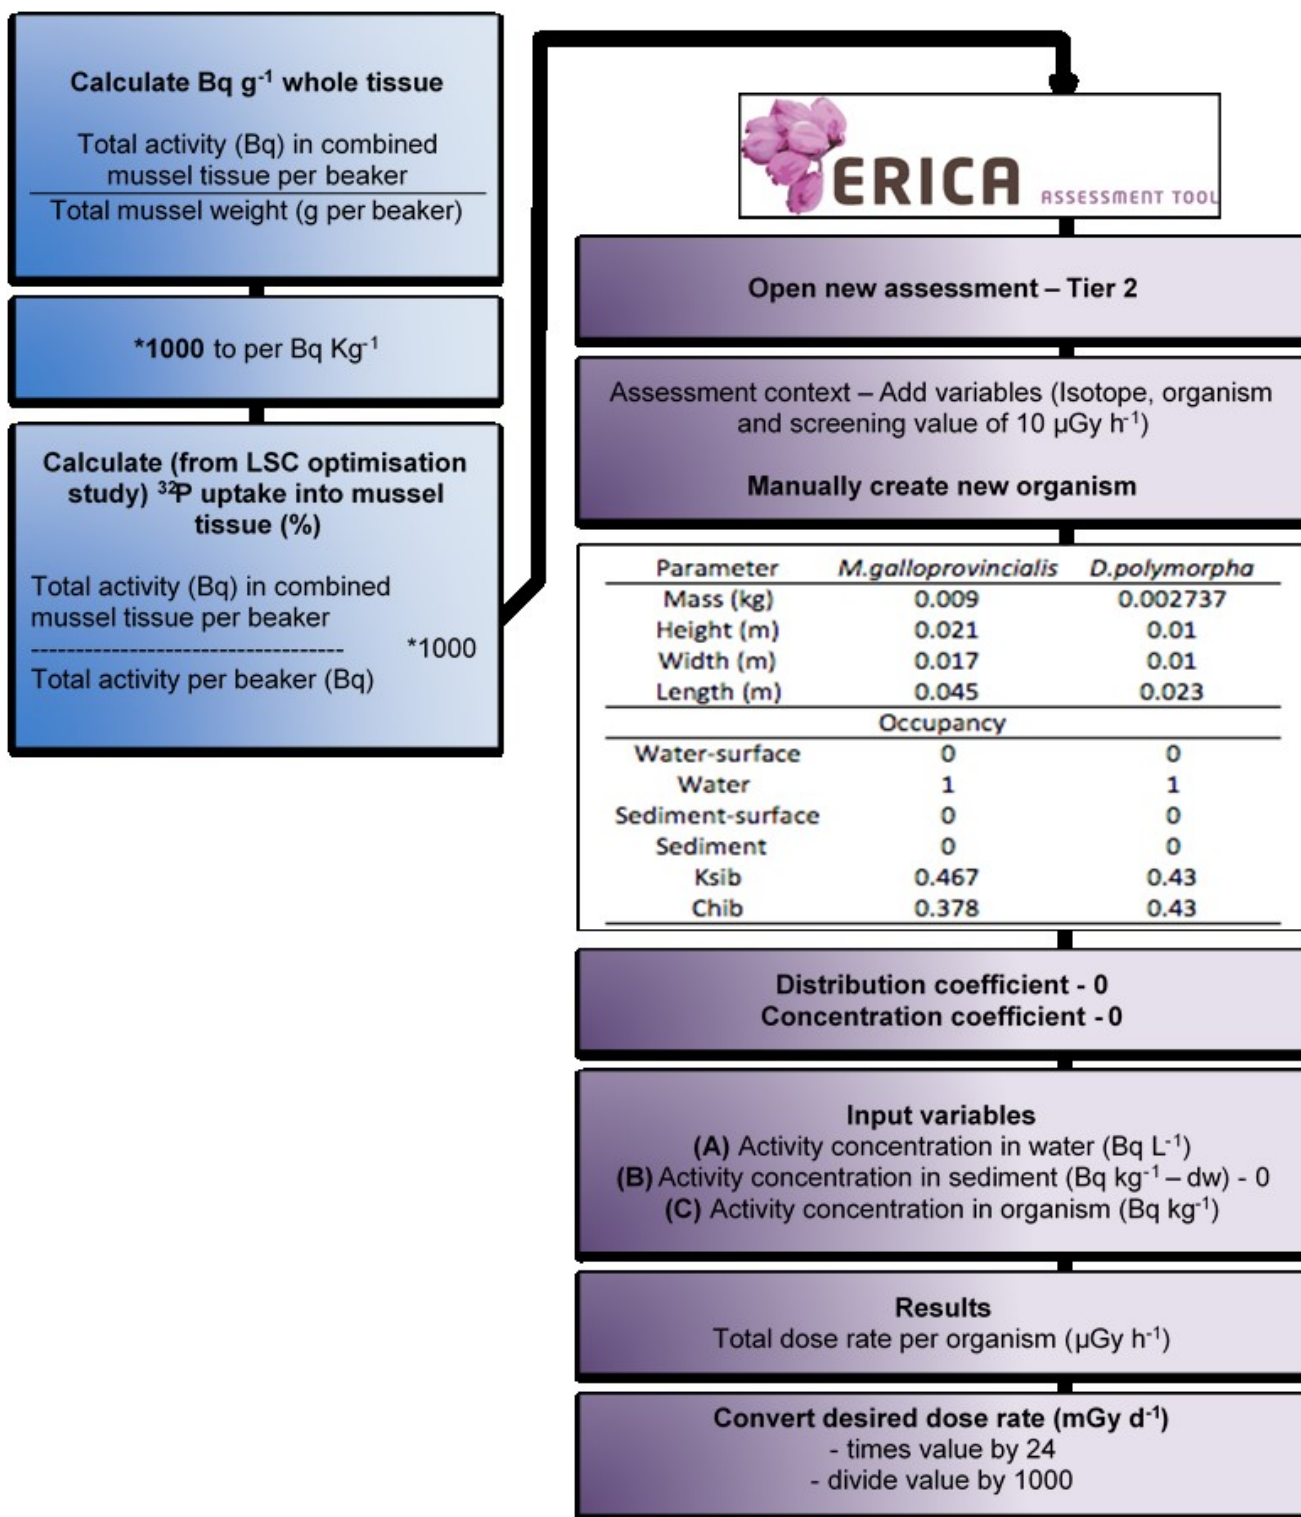 Calculate Bq g⁻¹ whole tissue
Total activity (Bq) in combined
mussel tissue per beaker
Total mussel weight (g per beaker)
*1000 to per Bq Kg⁻¹
Calculate (from LSC optimisation
study) ³²P uptake into mussel
tissue (%)
Total activity (Bq) in combined
mussel tissue per beaker
----------------------------------- *1000
Total activity per beaker (Bq)
ERICA ASSESSMENT TOOL
Open new assessment – Tier 2
Assessment context – Add variables (Isotope, organism
and screening value of 10 µGy h⁻¹)
Manually create new organism
Parameter M.galloprovincialis D.polymorpha
Mass (kg) 0.009 0.002737
Height (m) 0.021 0.01
Width (m) 0.017 0.01
Length (m) 0.045 0.023
Occupancy
Water-surface 0 0
Water 1 1
Sediment-surface 0 0
Sediment 0 0
Ksib 0.467 0.43
Chib 0.378 0.43
Distribution coefficient - 0
Concentration coefficient - 0
Input variables
(A) Activity concentration in water (Bq L⁻¹)
(B) Activity concentration in sediment (Bq kg⁻¹ – dw) - 0
(C) Activity concentration in organism (Bq kg⁻¹)
Results
Total dose rate per organism (µGy h⁻¹)
Convert desired dose rate (mGy d⁻¹)
- times value by 24
- divide value by 1000